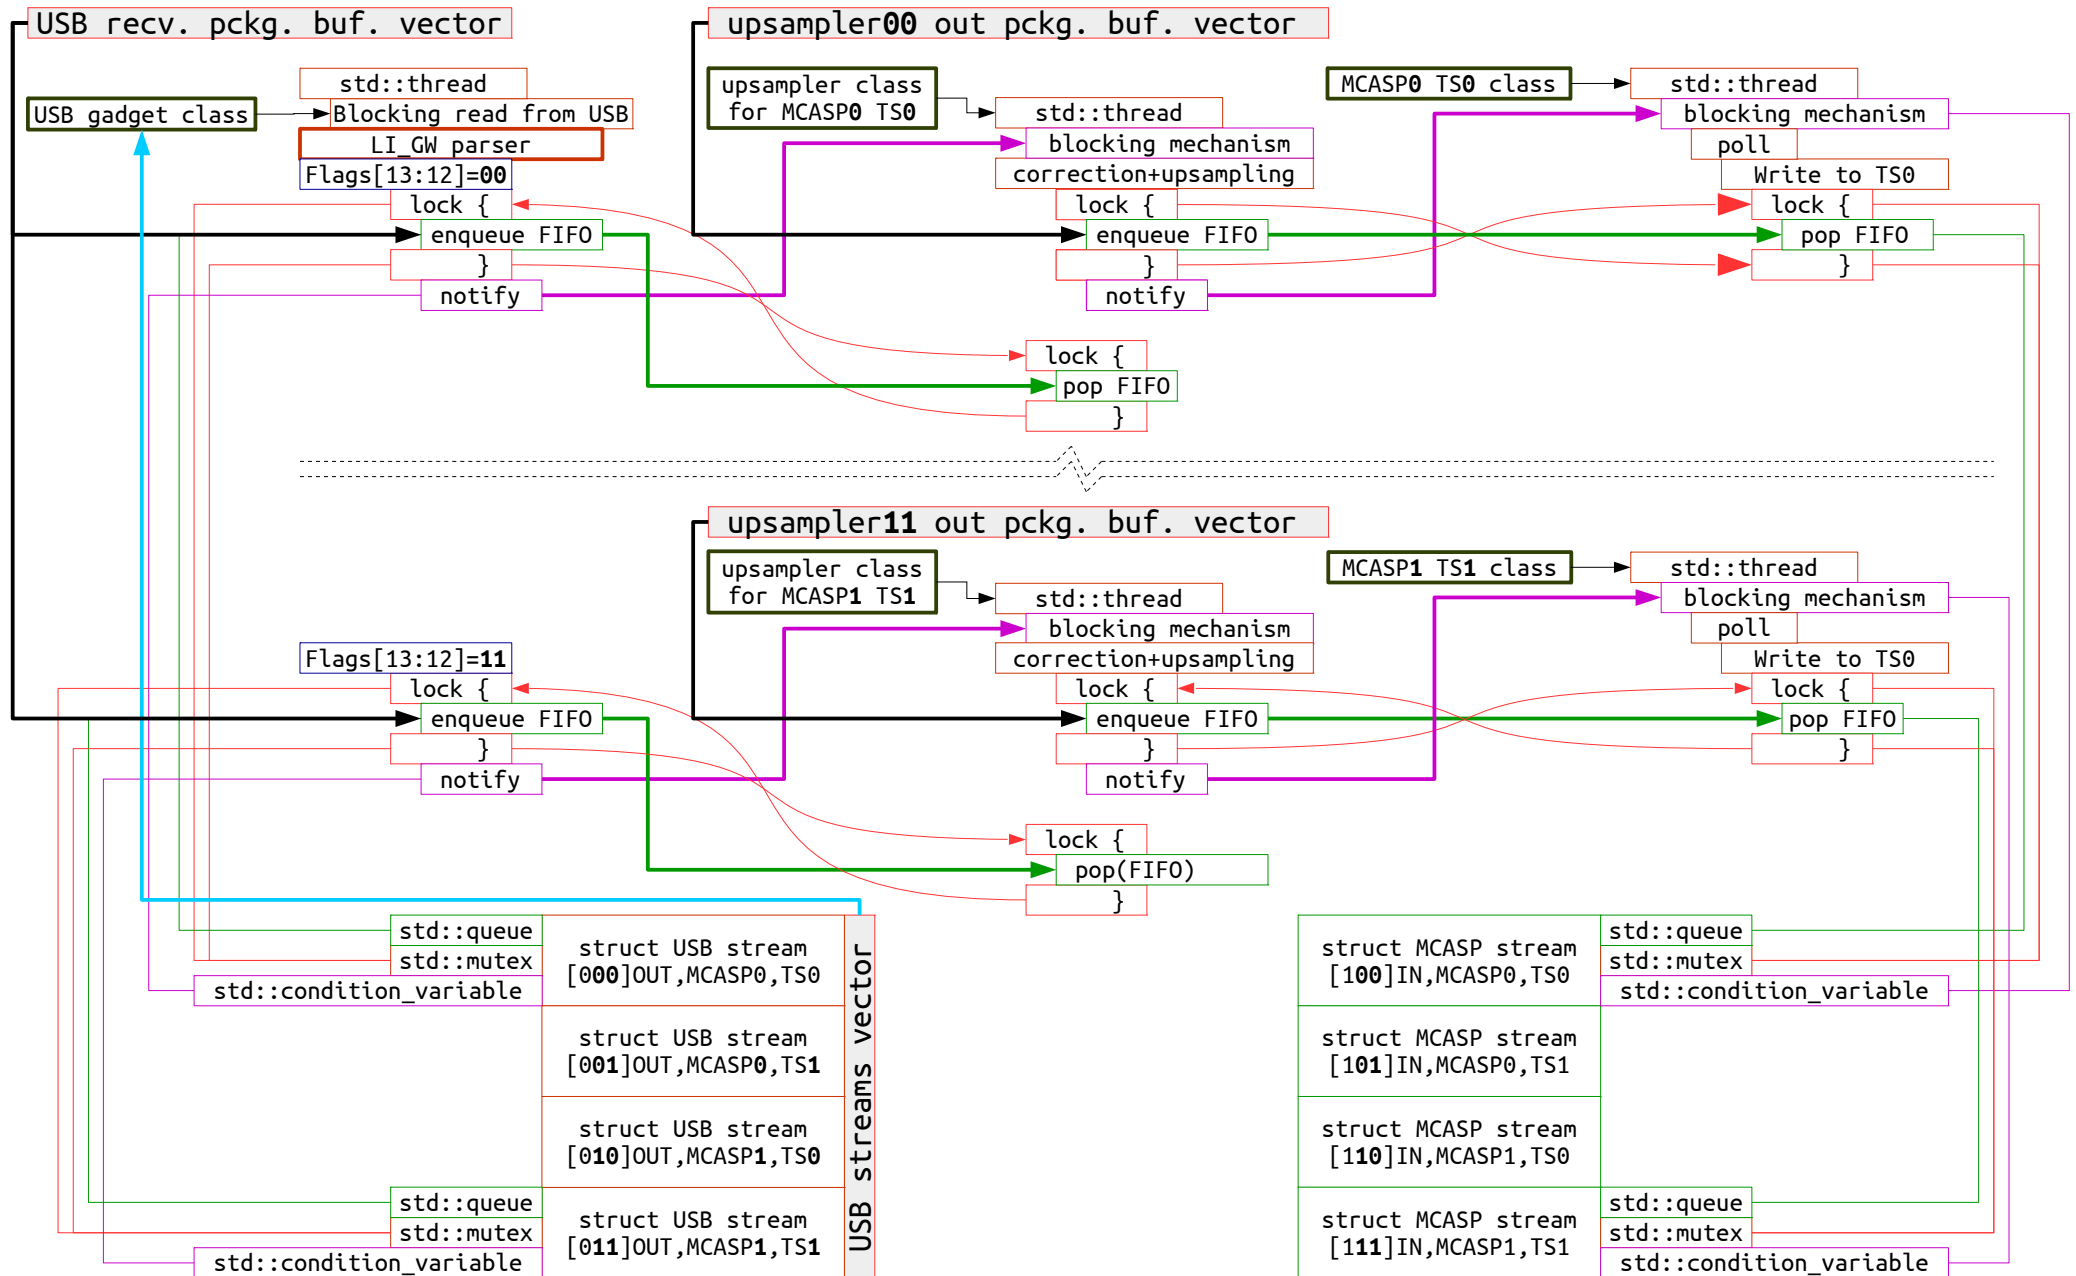 USB recv. pckg. buf. vector
upsampler00 out pckg. buf. vector
std::thread
USB gadget class
Blocking read from USB
LI_GW parser
Flags[13:12]=00
lock {
enqueue FIFO
}
notify
upsampler class
for MCASP0 TS0
std::thread
blocking mechanism
correction+upsampling
lock {
enqueue FIFO
}
notify
lock {
pop FIFO
}
MCASP0 TS0 class
std::thread
blocking mechanism
poll
Write to TS0
lock {
pop FIFO
}
upsampler11 out pckg. buf. vector
Flags[13:12]=11
lock {
enqueue FIFO
}
notify
upsampler class
for MCASP1 TS1
std::thread
blocking mechanism
correction+upsampling
lock {
enqueue FIFO
}
notify
lock {
pop(FIFO)
}
MCASP1 TS1 class
std::thread
blocking mechanism
poll
Write to TS0
lock {
pop FIFO
}
std::queue
std::mutex
std::condition_variable
struct USB stream
[000]OUT,MCASP0,TS0
struct USB stream
[001]OUT,MCASP0,TS1
struct USB stream
[010]OUT,MCASP1,TS0
std::queue
std::mutex
std::condition_variable
struct USB stream
[011]OUT,MCASP1,TS1
USB streams vector
struct MCASP stream
[100]IN,MCASP0,TS0
std::queue
std::mutex
std::condition_variable
struct MCASP stream
[101]IN,MCASP0,TS1
struct MCASP stream
[110]IN,MCASP1,TS0
struct MCASP stream
[111]IN,MCASP1,TS1
std::queue
std::mutex
std::condition_variable